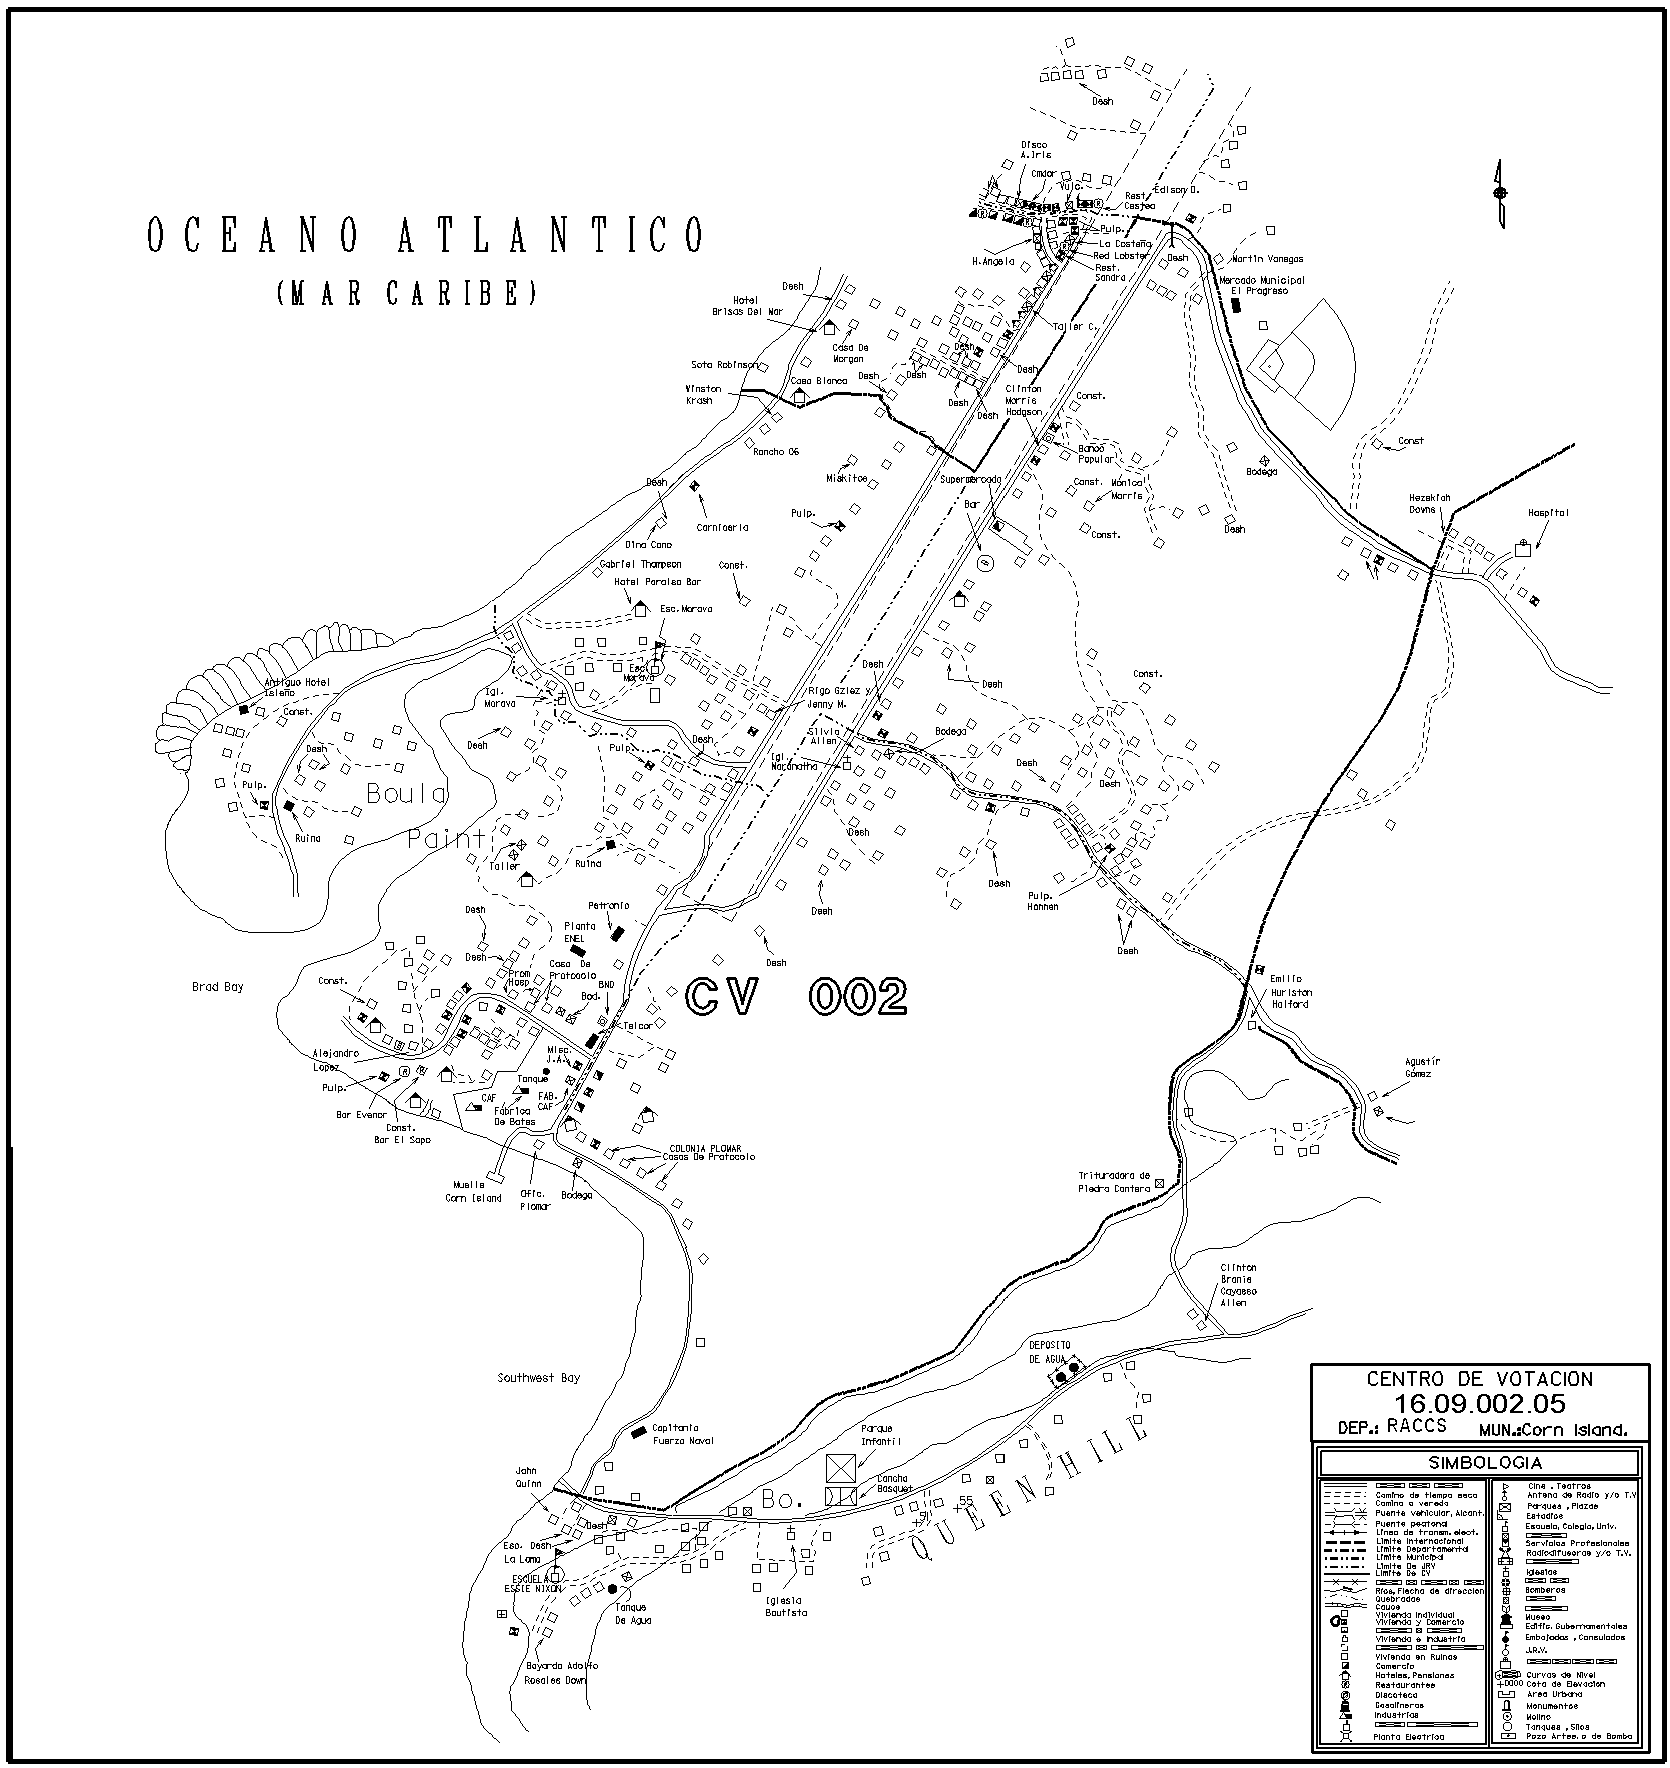 OCEANO ATLANTICO
(MAR CARIBE)
Desh
Disco
A.Iris
Cmdor
Vulc.
Edison D.
Rest.
Pulp.
La Costeña
Red Lobster
Rest.
Sandra
H.Angela
Desh
Martin Vanegas
Mercado Municipal
El Progreso
Desh
Hotel
Brisas Del Mar
Taller C.
Casa De
Morgan
Desh
Desh
Soto Robinson
Casa Blanca
Desh
Desh
Winston
Krash
Clinton
Morris
Hodgson
Desh
Desh
Const.
Rancho 06
Banco
Popular
Const
Miskitos
Supermercado
Const.
Monica
Morris
Bodega
Desh
Bar
Carniceria
Pulp.
Const.
Desh
Hezekiah
Downs
Hospital
Dino Cano
Gabriel Thompson
Const.
Hotel Paraiso Bar
Esc. Morava
Esc.
Morava
Desh
Antiguo Hotel
Isleño
Const.
Igl.
Morava
Rigo Gzlez y
Jenny M.
Desh
Const.
Desh
Desh
Pulp.
Desh
Silvia
Allen
Bodega
Igl.
Maranatha
Desh
Desh
Pulp.
Boula
Paint
Ruina
Taller
Ruina
Desh
Desh
Pulp.
Hannen
Desh
Petronio
Desh
Desh
Planta
ENEL
Desh
Desh
Casa De
Protocolo
Prom
Hosp
Const.
Brad Bay
BND
Bod.
CV 002
Emilio
Hurlston
Halford
Telcor
Alejandro
Lopez
Misc.
J.A.
Tanque
Pulp.
Agustír
Gómez
CAF
FAB.
CAF
Bar Evenor
Fabrica
De Botes
Const.
Bar El Sapo
COLONIA PLOMAR
Casas De Protocolo
Muelle
Corn Island
Ofic.
Plomar
Bodega
Trituradora de
Piedra Cantera
Clinton
Branie
Cayasso
Allen
DEPOSITO
DE AGUA
Southwest Bay
Capitania
Fuerza Naval
Parque
Infantil
Cancha
Basquet
John
Quinn
Bo.
QUEEN HILL
+55
Desh
Esc. Desh
La Loma
ESCUELA
ESSIE NIXON
Tanque
De Agua
Iglesia
Bautista
Bayardo Adolfo
Rosales Down
CENTRO DE VOTACION
16.09.002.05
DEP.: RACCS MUN.:Corn Island.
SIMBOLOGIA
Camino de tiempo seco
Camino o vereda
Puente vehicular, Alcant.
Puente peatonal
Línea de transm. elect.
Limite Internacional
Limite Departamental
Limite Municipal
Limite De JRV
Limite De CV
Ríos, Flecha de dirección
Quebradas
Cauce
Vivienda Individual
Vivienda y Comercio
Vivienda e Industria
Vivienda en Ruinas
Comercio
Hoteles, Pensiones
Restaurantes
Discoteca
Gasolineras
Industrias
Planta Electrica
Cine , Teatros
Antena de Radio y/o T.V
Parques , Plazas
Estadios
Escuela, Colegio, Univ.
Servicios Profesionales
Radiodifusoras y/o T.V.
Iglesias
Bomberos
Museo
Edific. Gubernamentales
Embajadas , Consulados
J.R.V.
Curvas de Nivel
+0000 Cota de Elevacion
Area Urbana
Monumentos
Molino
Tanques , Silos
Pozo Artes. o de Bomba